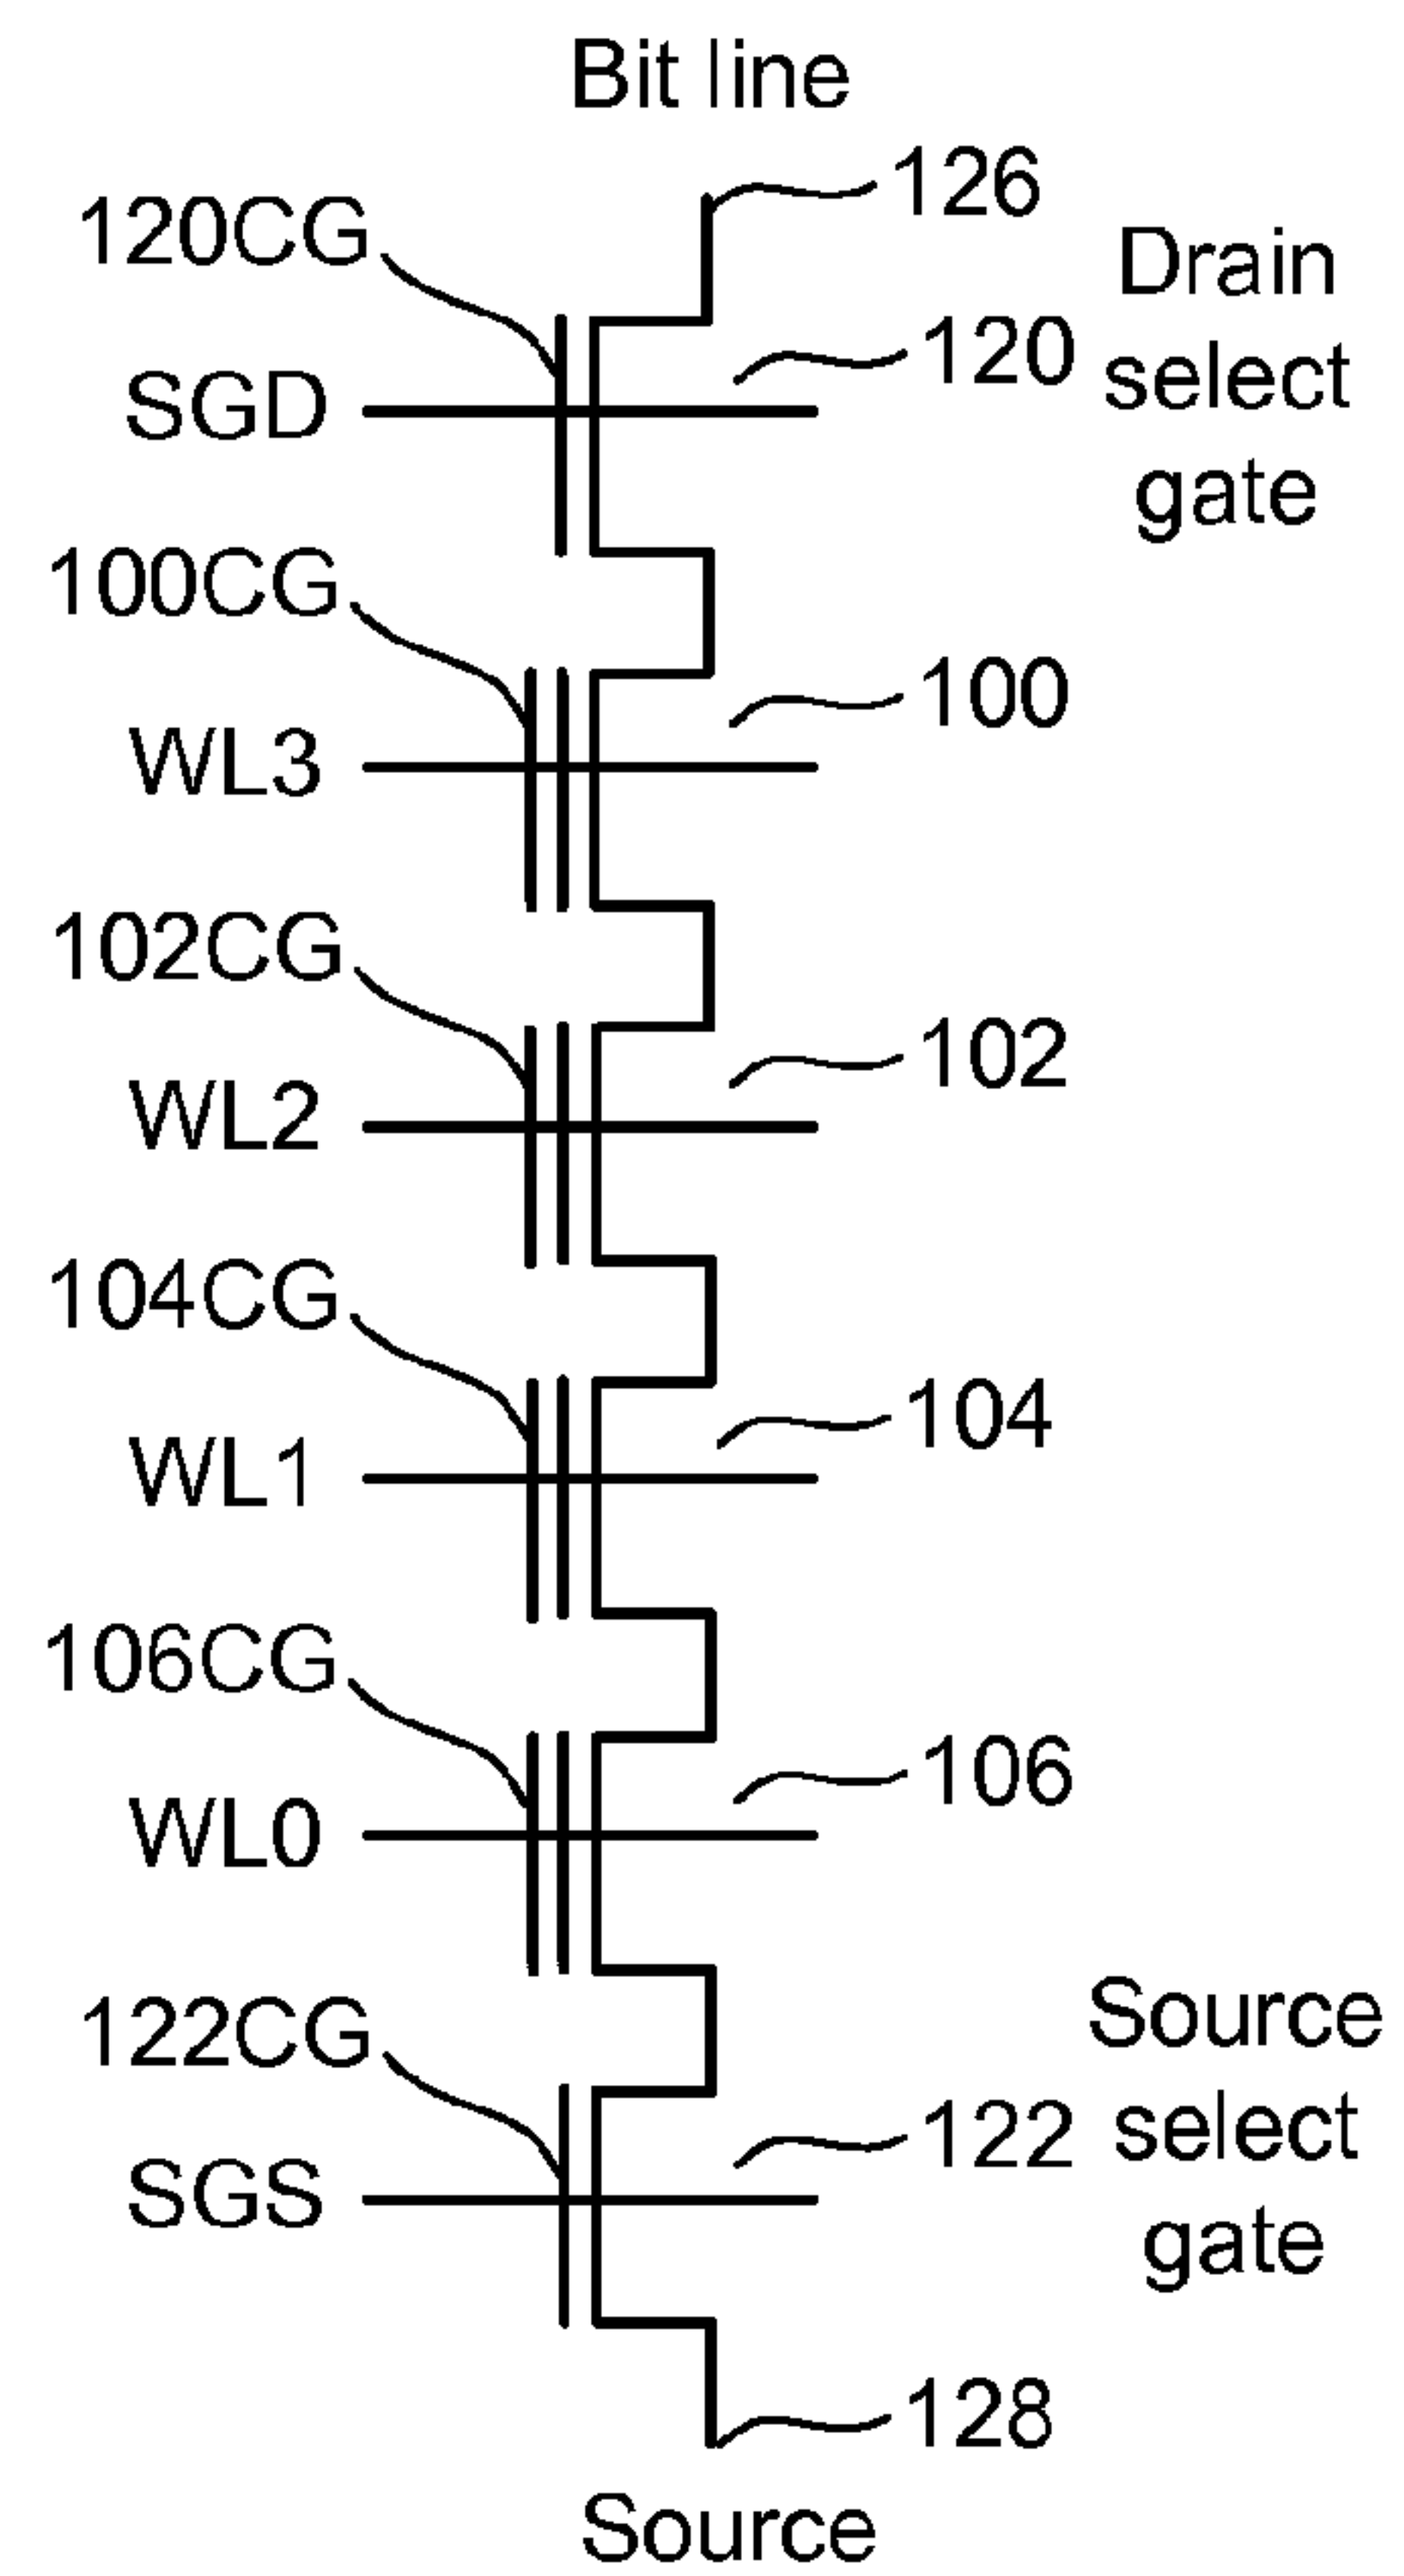 Bit line
126
120CG
Drain
select
gate
120
SGD
100CG
100
WL3
102CG
102
WL2
104CG
104
WL1
106CG
106
WL0
122CG
Source
select
gate
122
SGS
128
Source